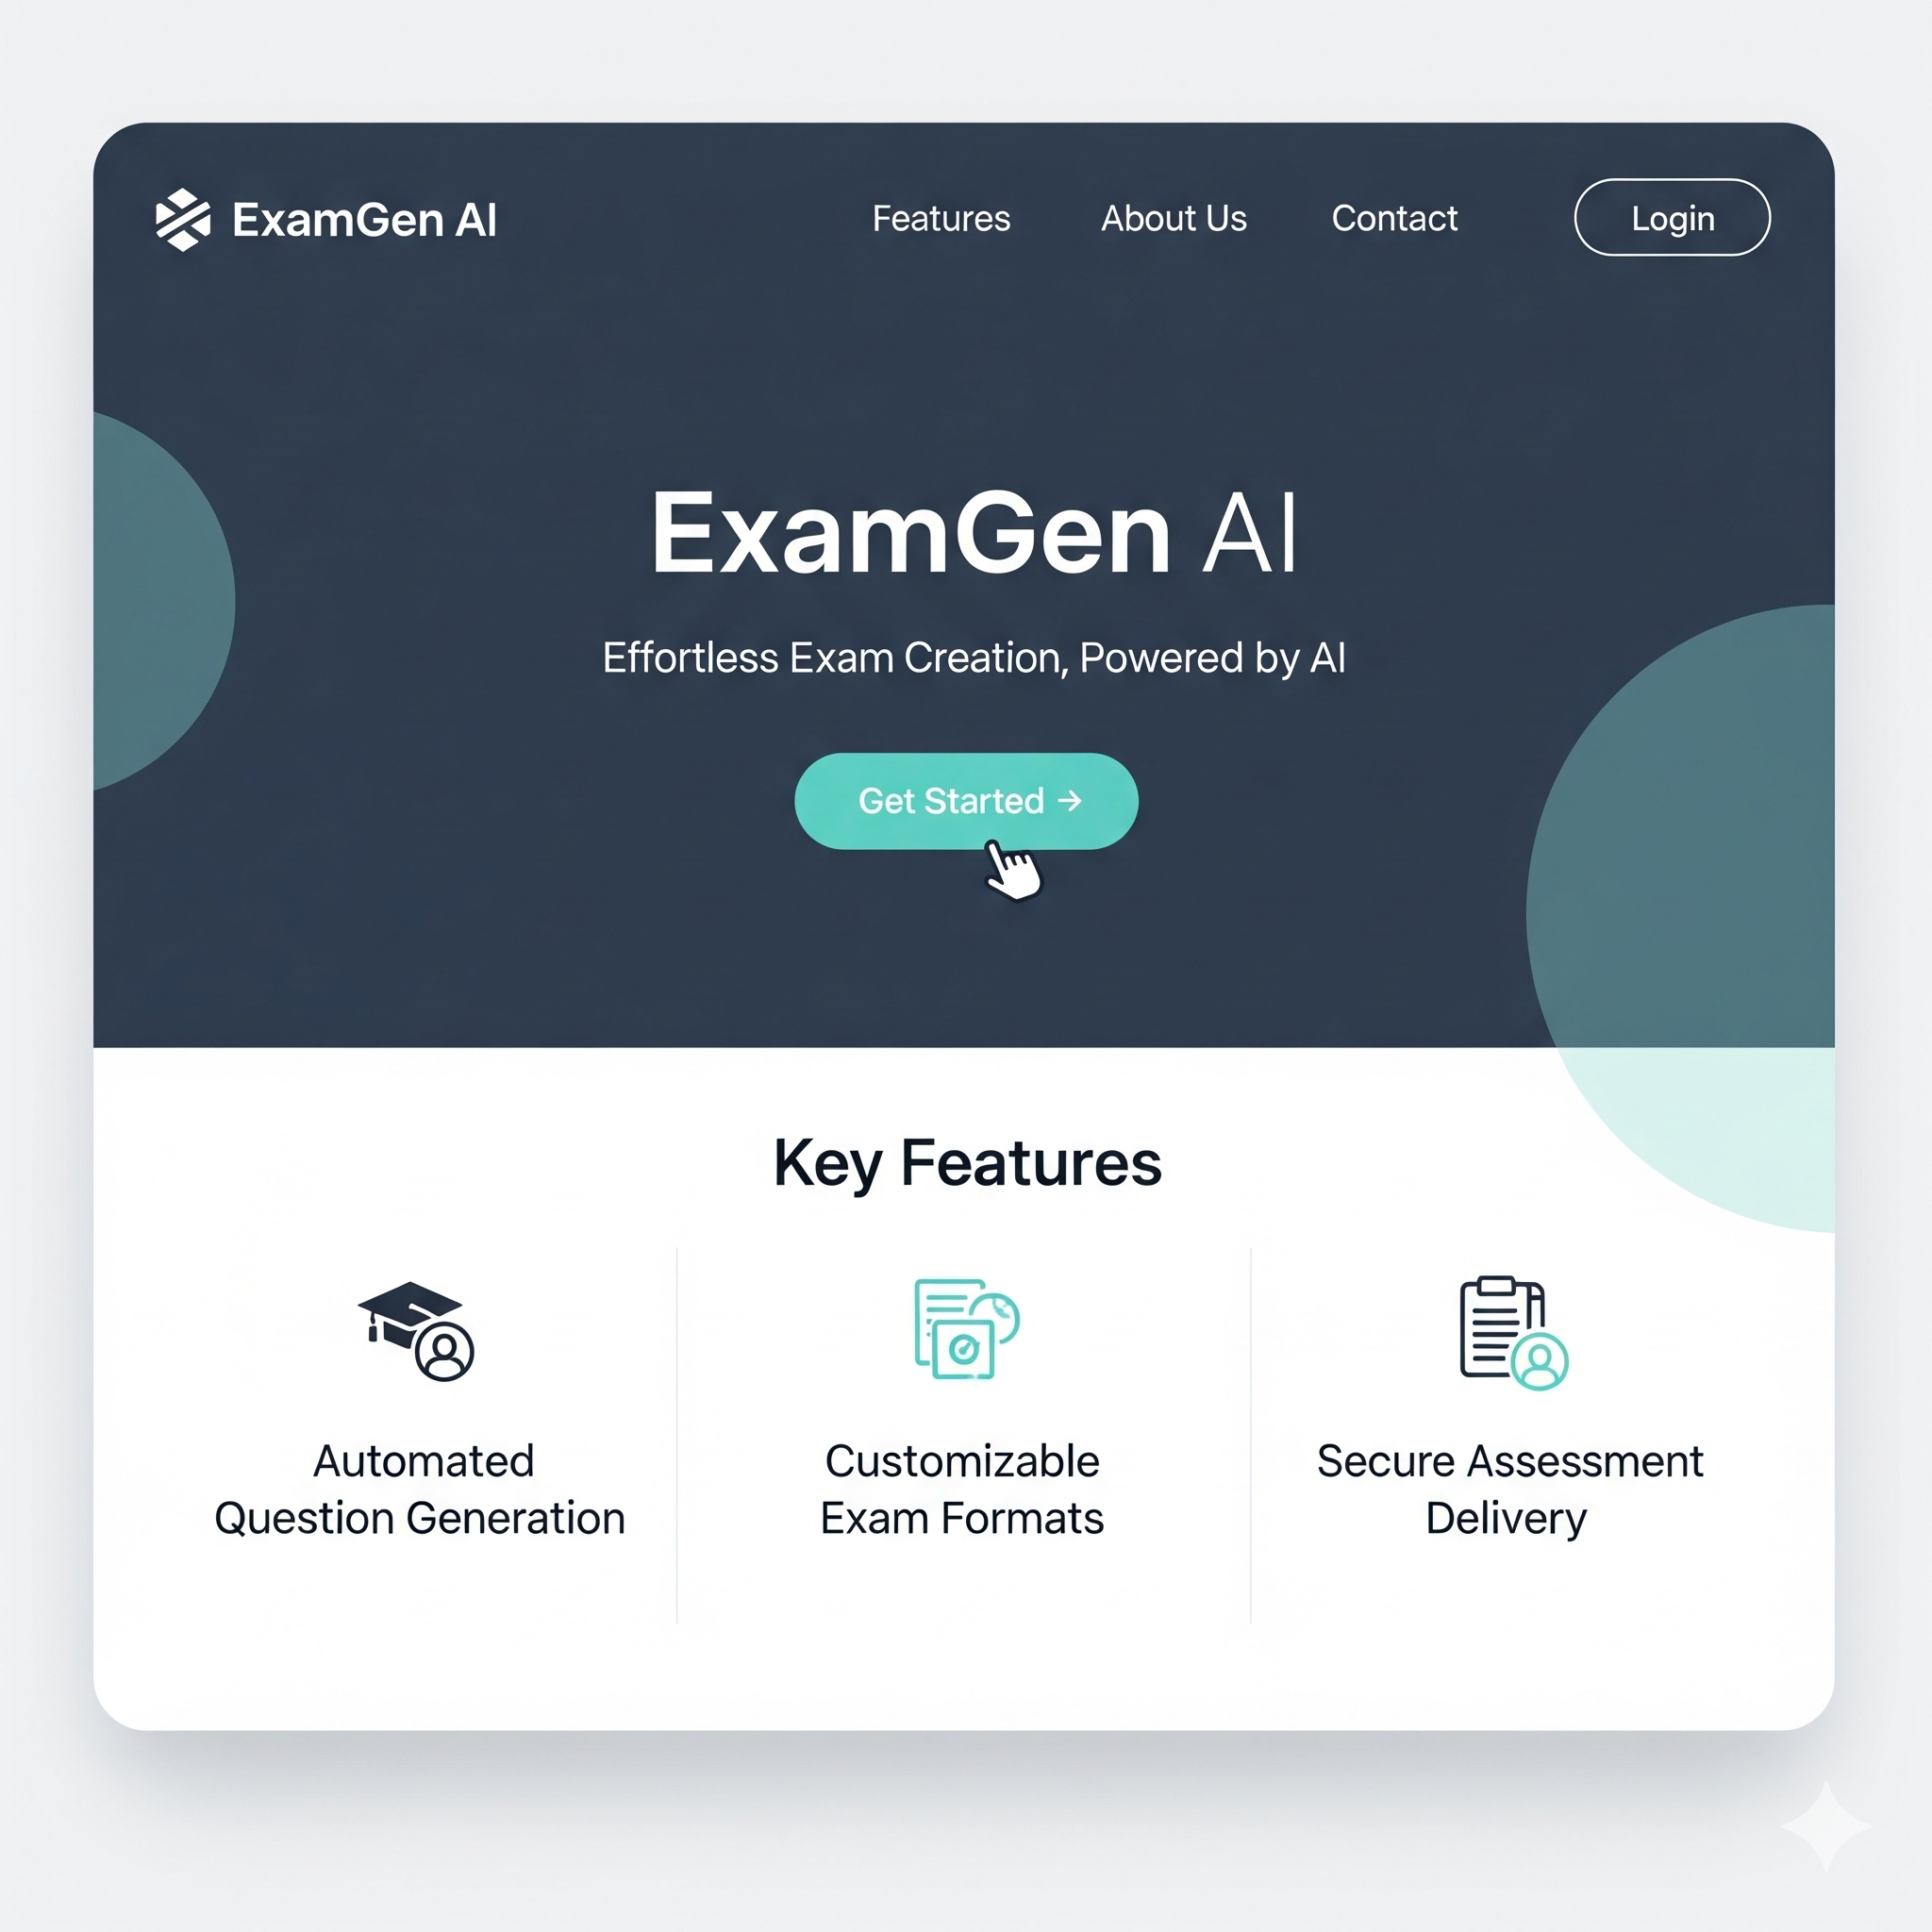 ExamGen AI
Features
About Us
Contact
Login
ExamGen AI
Effortless Exam Creation, Powered by AI
Get Started →
Key Features
Automated
Question Generation
Customizable
Exam Formats
Secure Assessment
Delivery